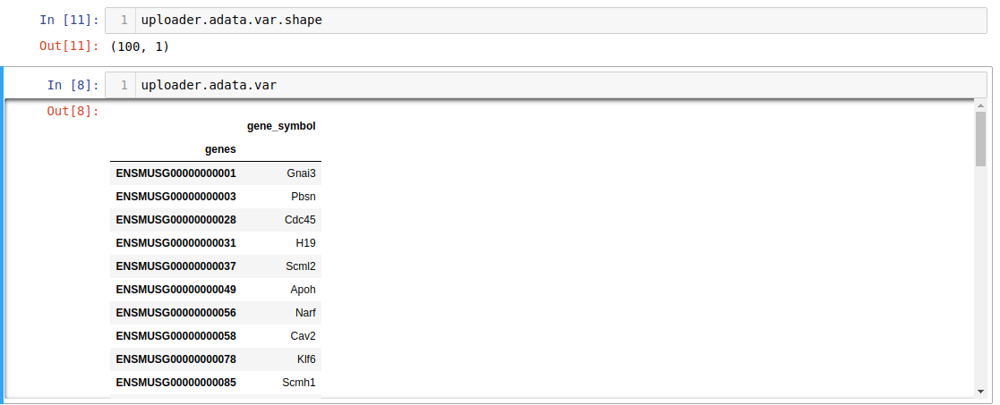 In [11]: 1 uploader.adata.var.shape
Out[11]: (100, 1)
In [8]: 1 uploader.adata.var
Out[8]:
gene_symbol
genes
ENSMUSG00000000001 Gnai3
ENSMUSG00000000003 Pbsn
ENSMUSG00000000028 Cdc45
ENSMUSG00000000031 H19
ENSMUSG00000000037 Scml2
ENSMUSG00000000049 Apoh
ENSMUSG00000000056 Narf
ENSMUSG00000000058 Cav2
ENSMUSG00000000078 Klf6
ENSMUSG00000000085 Scmh1